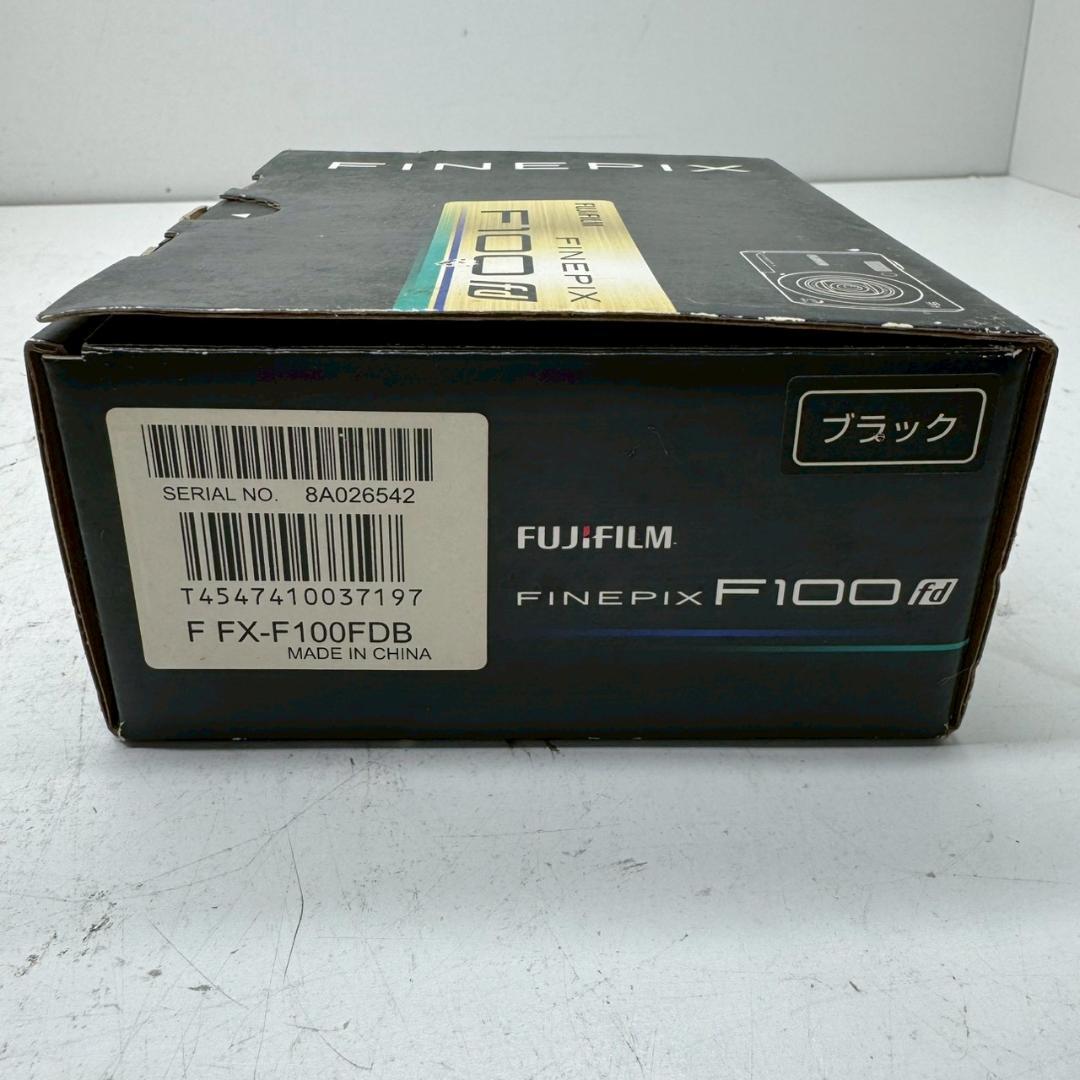 FINEPIX
FUJIFILM
FINEPIX
F100fd
SERIAL NO. 8A026542
T4547410037197
F FX-F100FDB
MADE IN CHINA
ブラック
FUJIFILM
FINEPIX F100fd